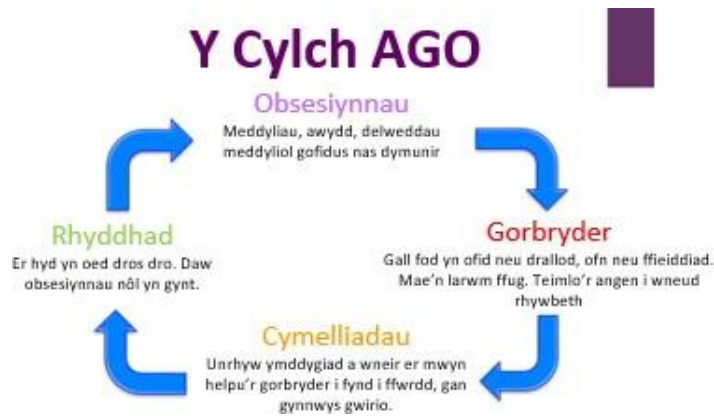 Y Cylch AGO
Obsesiynnau
Meddyliau, awydd, delweddau
meddyliol gofidus nas dymunir
Gorbryder
Gall fod yn ofid neu drallod, ofn neu ffieiddiad.
Mae'n larwm ffug. Teimlo'r angen i wneud
rhywbeth
Cymelliadau
Unrhyw ymddygiad a wneir er mwyn
helpu'r gorbryder i fynd i ffwrdd, gan
gynnwys gwirio.
Rhyddhad
Er hyd yn oed dros dro. Daw
obsesiynnau nôl yn gynt.